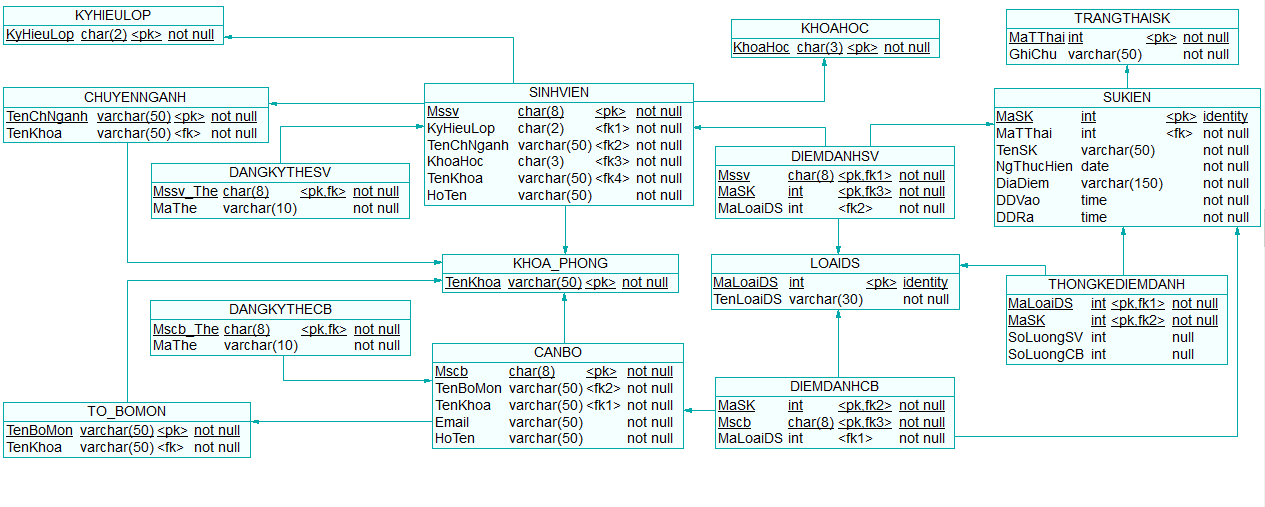 KYHIEULOP
KyHieuLop char(2) <pk> not null
KHOAHOC
KhoaHoc char(3) <pk> not null
TRANGTHAISK
MaTThai int <pk> not null
GhiChu varchar(50) not null
CHUYENNGANH
TenChNganh varchar(50) <pk> not null
TenKhoa varchar(50) <fk> not null
SINHVIEN
Mssv char(8) <pk> not null
KyHieuLop char(2) <fk1> not null
TenChNganh varchar(50) <fk2> not null
KhoaHoc char(3) <fk3> not null
TenKhoa varchar(50) <fk4> not null
HoTen varchar(50) not null
SUKIEN
MaSK int <pk> identity
MaTThai int <fk> not null
TenSK varchar(50) not null
NgThucHien date not null
DiaDiem varchar(150) not null
DDVao time not null
DDRa time not null
DANGKYTHESV
Mssv_The char(8) <pk,fk> not null
MaThe varchar(10) not null
DIEMDANHSV
Mssv char(8) <pk,fk1> not null
MaSK int <pk,fk3> not null
MaLoaiDS int <fk2> not null
KHOA_PHONG
TenKhoa varchar(50) <pk> not null
LOAIDS
MaLoaiDS int <pk> identity
TenLoaiDS varchar(30) not null
THONGKEDIEMDANH
MaLoaiDS int <pk,fk1> not null
MaSK int <pk,fk2> not null
SoLuongSV int null
SoLuongCB int null
DANGKYTHECB
Mscb_The char(8) <pk,fk> not null
MaThe varchar(10) not null
CANBO
Mscb char(8) <pk> not null
TenBoMon varchar(50) <fk2> not null
TenKhoa varchar(50) <fk1> not null
Email varchar(50) not null
HoTen varchar(50) not null
DIEMDANHCB
MaSK int <pk,fk2> not null
Mscb char(8) <pk,fk3> not null
MaLoaiDS int <fk1> not null
TO_BOMON
TenBoMon varchar(50) <pk> not null
TenKhoa varchar(50) <fk> not null